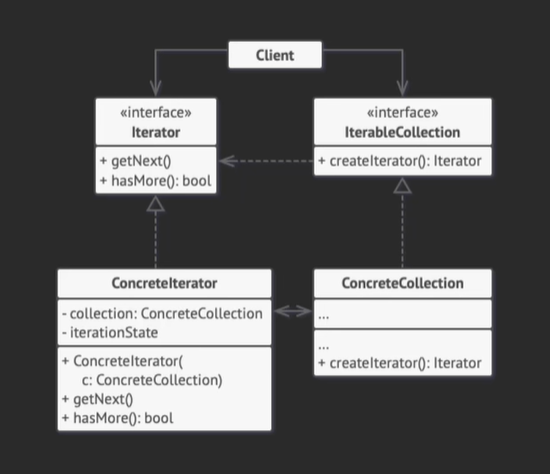 Client
«interface»
Iterator
+ getNext()
+ hasMore(): bool
«interface»
IterableCollection
+ createIterator(): Iterator
ConcreteIterator
- collection: ConcreteCollection
- iterationState
+ ConcreteIterator(
c: ConcreteCollection)
+ getNext()
+ hasMore(): bool
ConcreteCollection
...
...
+ createIterator(): Iterator